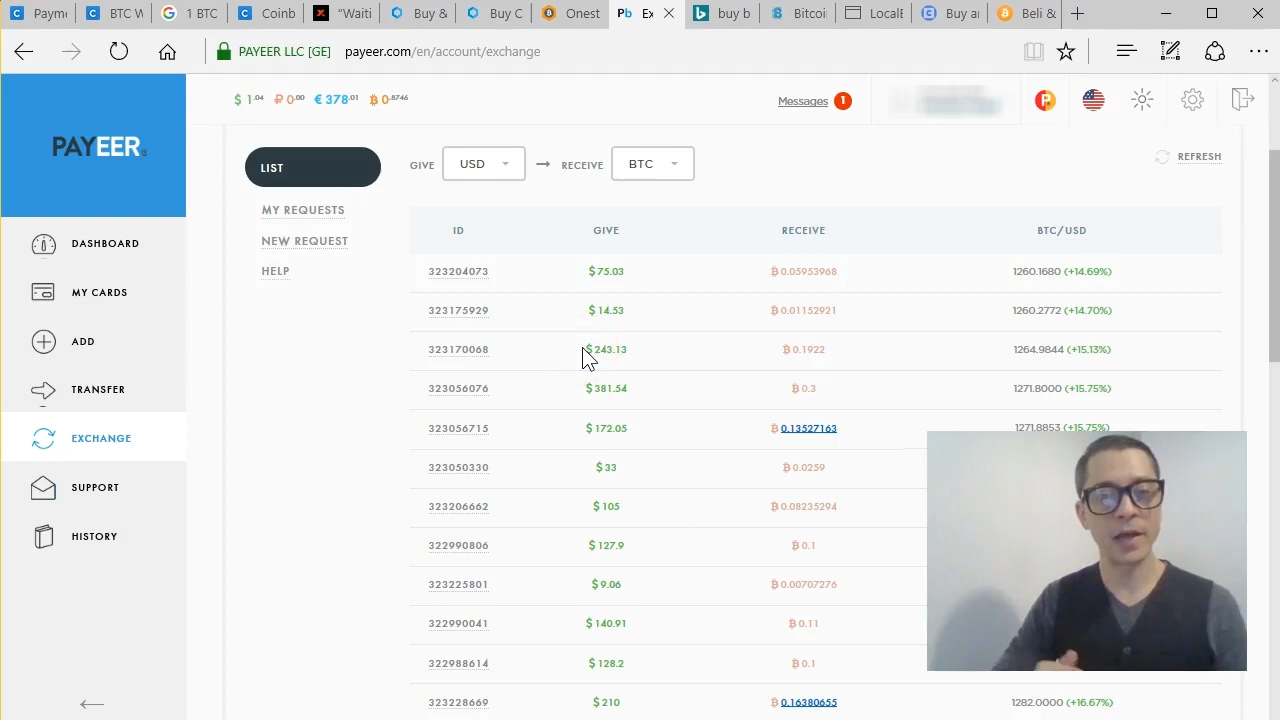 Payme
BTC W
1 BTC
Coinb
"Waiti
Buy &
Buy C
Onest
Ex
buy b
Bitcoi
LocalE
Buy a
Beli &
PAYEER LLC [GE] payeer.com/en/account/exchange
$ 1.04 ₽ 0.00 € 378.01 ₿ 0.8746
Messages 1
PAYEER
LIST
GIVE USD → RECEIVE BTC
REFRESH
MY REQUESTS
NEW REQUEST
HELP
DASHBOARD
MY CARDS
ADD
TRANSFER
EXCHANGE
SUPPORT
HISTORY
ID GIVE RECEIVE BTC/USD
323204073 $ 75.03 ₿ 0.05953968 1260.1680 (+14.69%)
323175929 $ 14.53 ₿ 0.01152921 1260.2772 (+14.70%)
323170068 $ 243.13 ₿ 0.1922 1264.9844 (+15.13%)
323056076 $ 381.54 ₿ 0.3 1271.8000 (+15.75%)
323056715 $ 172.05 ₿ 0.13527163 1271.8853 (+15.75%)
323050330 $ 33 ₿ 0.0259
323206662 $ 105 ₿ 0.08235294
322990806 $ 127.9 ₿ 0.1
323225801 $ 9.06 ₿ 0.00707276
322990041 $ 140.91 ₿ 0.11
322988614 $ 128.2 ₿ 0.1
323228669 $ 210 ₿ 0.16380655 1282.0000 (+16.67%)